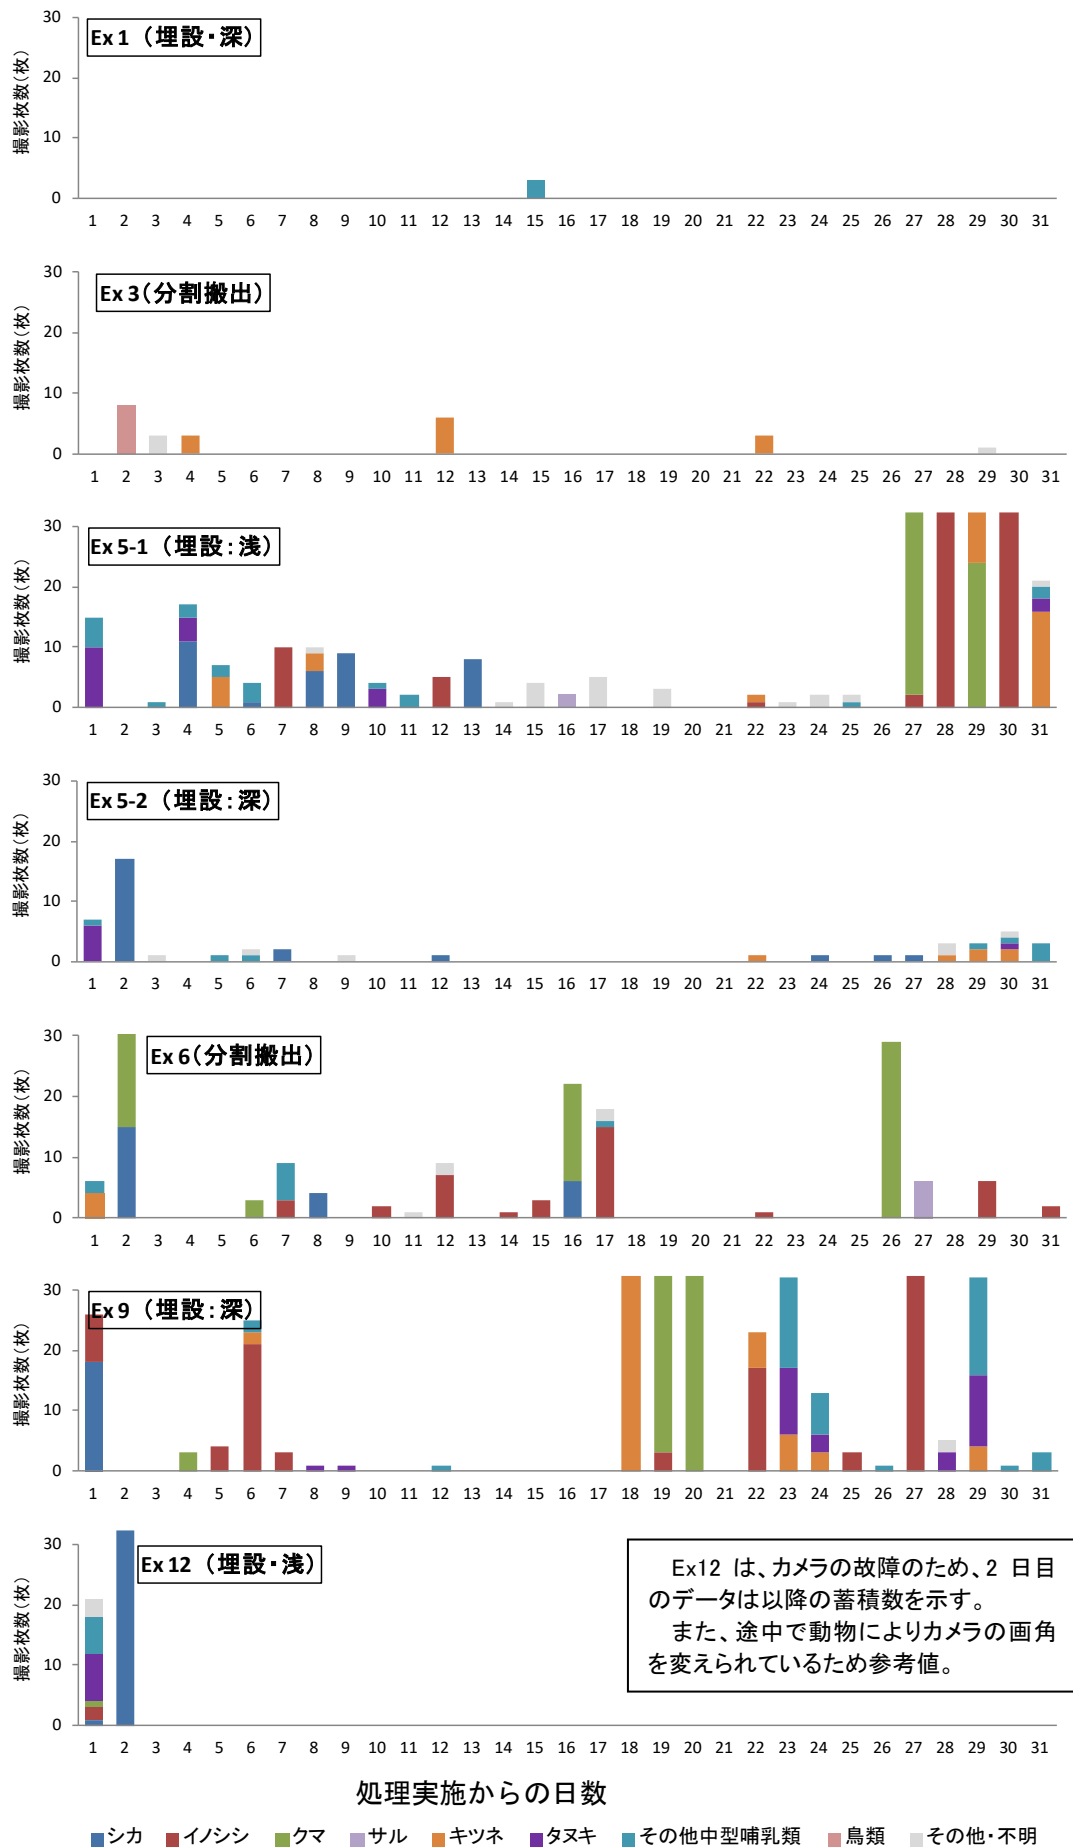 Ex 1 （埋設・深）
撮影枚数（枚）
30
20
10
0
1 2 3 4 5 6 7 8 9 10 11 12 13 14 15 16 17 18 19 20 21 22 23 24 25 26 27 28 29 30 31
Ex 3（分割搬出）
撮影枚数（枚）
30
20
10
0
1 2 3 4 5 6 7 8 9 10 11 12 13 14 15 16 17 18 19 20 21 22 23 24 25 26 27 28 29 30 31
Ex 5-1 （埋設：浅）
撮影枚数（枚）
30
20
10
0
1 2 3 4 5 6 7 8 9 10 11 12 13 14 15 16 17 18 19 20 21 22 23 24 25 26 27 28 29 30 31
Ex 5-2 （埋設：深）
撮影枚数（枚）
30
20
10
0
1 2 3 4 5 6 7 8 9 10 11 12 13 14 15 16 17 18 19 20 21 22 23 24 25 26 27 28 29 30 31
Ex 6（分割搬出）
撮影枚数（枚）
30
20
10
0
1 2 3 4 5 6 7 8 9 10 11 12 13 14 15 16 17 18 19 20 21 22 23 24 25 26 27 28 29 30 31
Ex 9 （埋設：深）
撮影枚数（枚）
30
20
10
0
1 2 3 4 5 6 7 8 9 10 11 12 13 14 15 16 17 18 19 20 21 22 23 24 25 26 27 28 29 30 31
Ex 12 （埋設・浅）
撮影枚数（枚）
30
20
10
0
1 2 3 4 5 6 7 8 9 10 11 12 13 14 15 16 17 18 19 20 21 22 23 24 25 26 27 28 29 30 31
Ex12 は、カメラの故障のため、2 日目
のデータは以降の蓄積数を示す。
また、途中で動物によりカメラの画角
を変えられているため参考値。
処理実施からの日数
シカ イノシシ クマ サル キツネ タヌキ その他中型哺乳類 鳥類 その他・不明